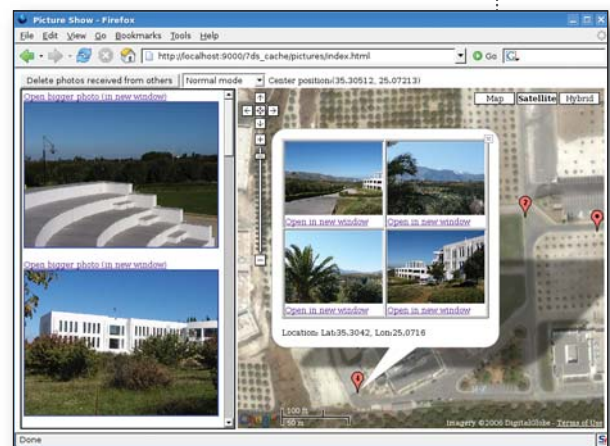 Picture Show - Firefox
File Edit View Go Bookmarks Tools Help
http://localhost:9000/7ds_cache/pictures/index.html
Go
Delete photos received from others Normal mode Center position:(35.30512, 25.07213)
Open bigger photo (in new window)
Open bigger photo (in new window)
Map Satellite Hybrid
Open in new window Open in new window
Open in new window Open in new window
Location: Lat:35.3042, Lon:25.0716
100 ft
50 m
Imagery ©2006 DigitalGlobe - Terms of Use
Done